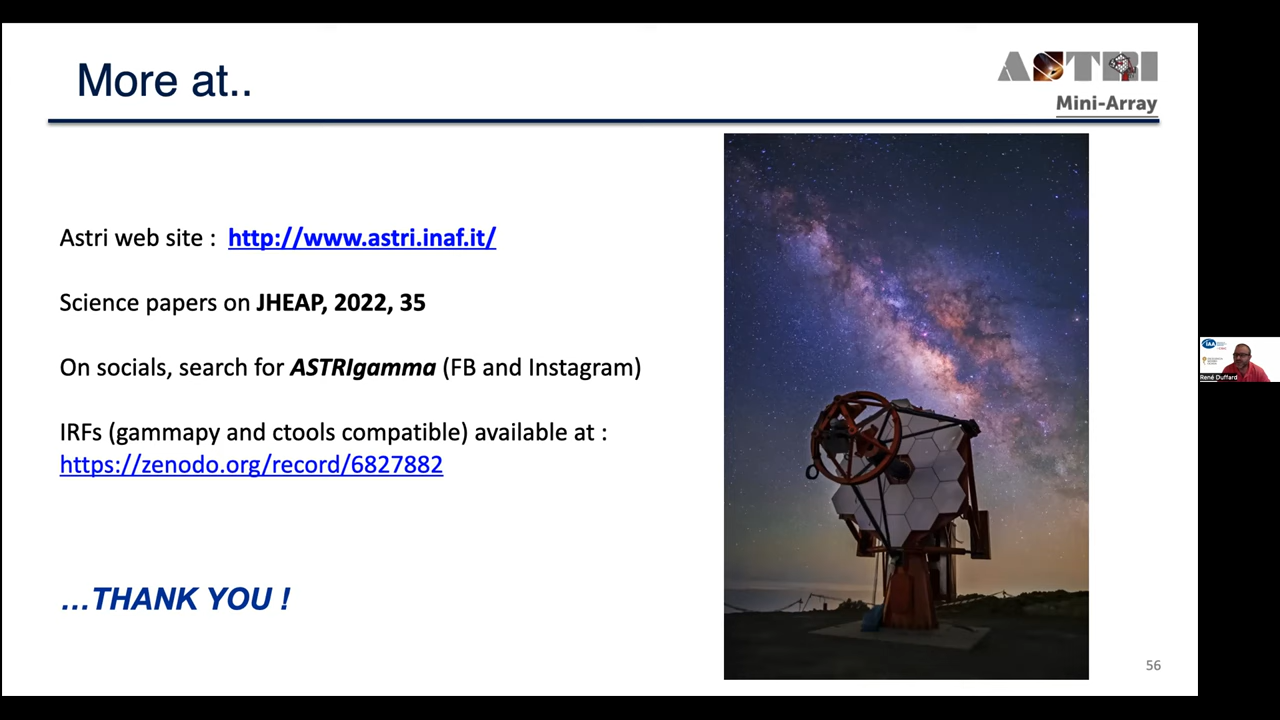 More at..
ASTRI
Mini-Array
Astri web site : http://www.astri.inaf.it/
Science papers on JHEAP, 2022, 35
On socials, search for ASTRIgamma (FB and Instagram)
IRFs (gammapy and ctools compatible) available at :
https://zenodo.org/record/6827882
...THANK YOU !
56
IAA
René Duffard